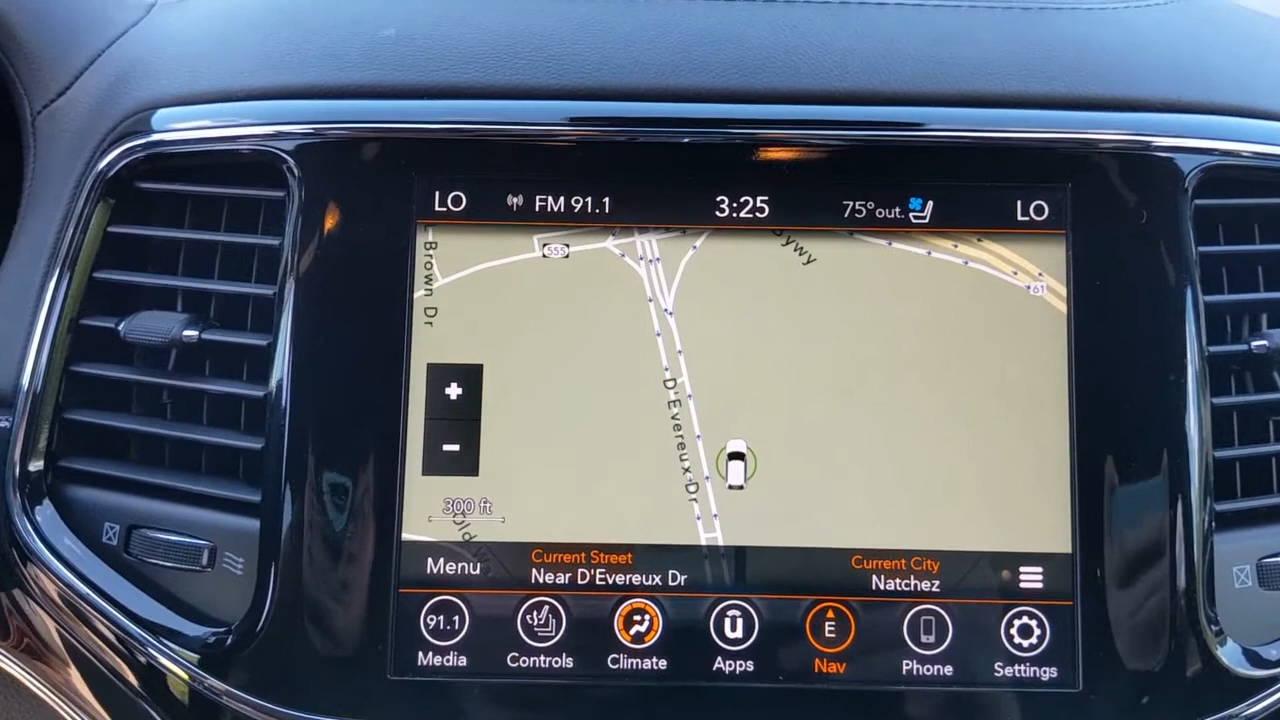 LO FM 91.1 3:25 75°out. LO
Brown Dr
555
61
D'Evereux Dr
300 ft
Menu
Current Street
Near D'Evereux Dr
Current City
Natchez
91.1
E
Media Controls Climate Apps Nav Phone Settings